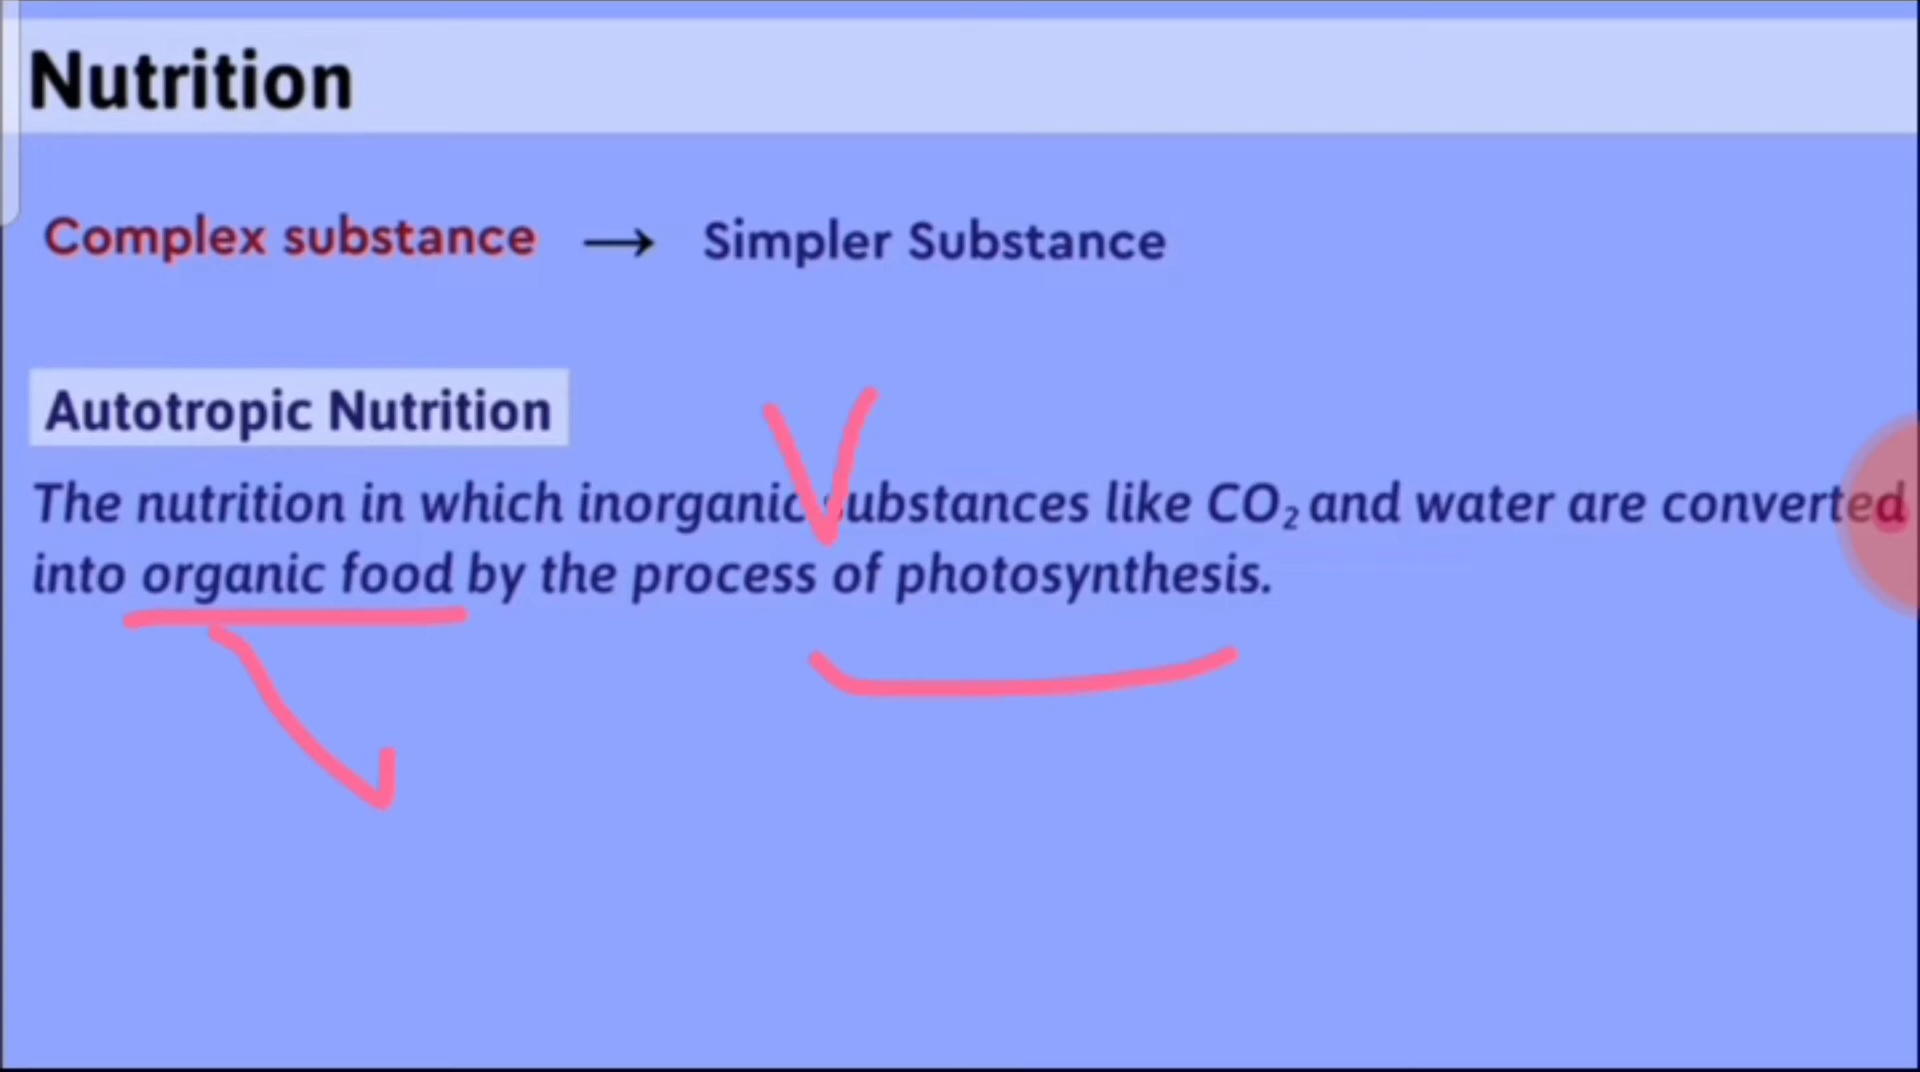 Nutrition
Complex substance → Simpler Substance
Autotropic Nutrition
The nutrition in which inorganic substances like CO₂ and water are converted
into organic food by the process of photosynthesis.